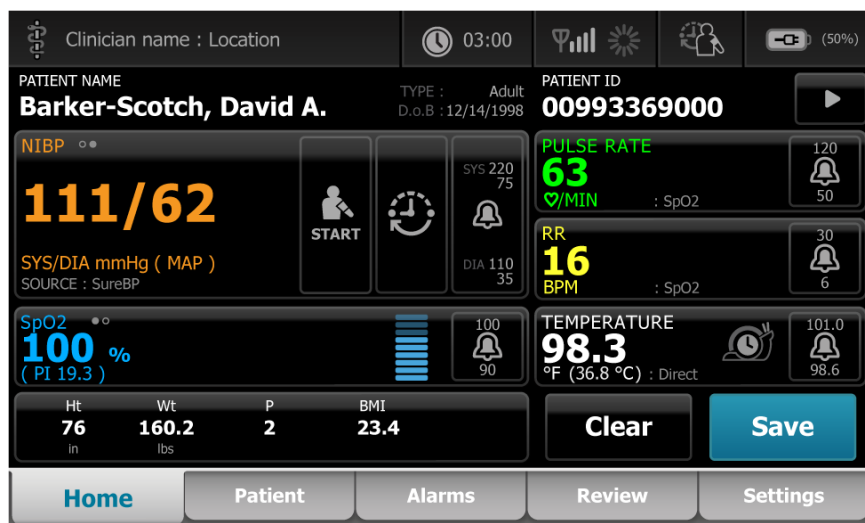 Clinician name : Location
03:00
(50%)
PATIENT NAME
Barker-Scotch, David A.
TYPE : Adult
D.o.B : 12/14/1998
PATIENT ID
00993369000
NIBP
111/62
SYS/DIA mmHg ( MAP )
SOURCE : SureBP
START
SYS 220
75
DIA 110
35
PULSE RATE
63
/MIN : SpO2
120
50
RR
16
BPM : SpO2
30
6
SpO2
100 %
( PI 19.3 )
100
90
TEMPERATURE
98.3
°F (36.8 °C) : Direct
101.0
98.6
Ht Wt P BMI
76 160.2 2 23.4
in lbs
Clear
Save
Home Patient Alarms Review Settings